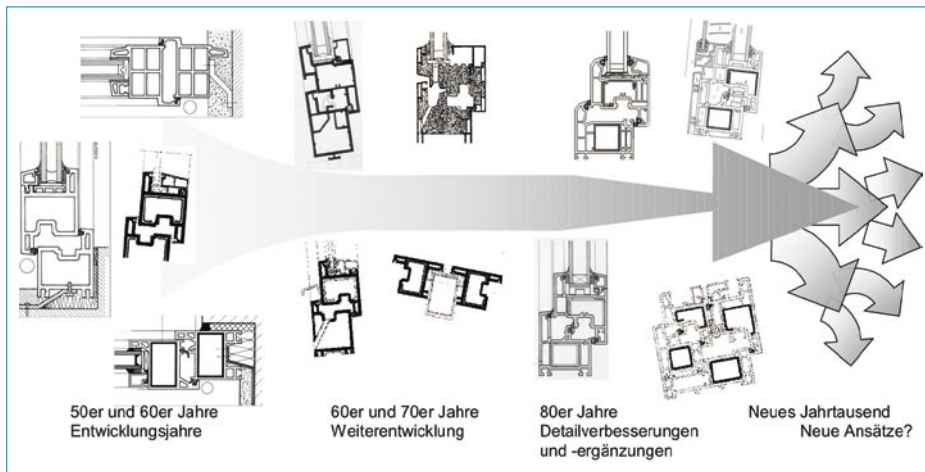 50er und 60er Jahre
Entwicklungsjahre
60er und 70er Jahre
Weiterentwicklung
80er Jahre
Detailverbesserungen
und -ergänzungen
Neues Jahrtausend
Neue Ansätze?